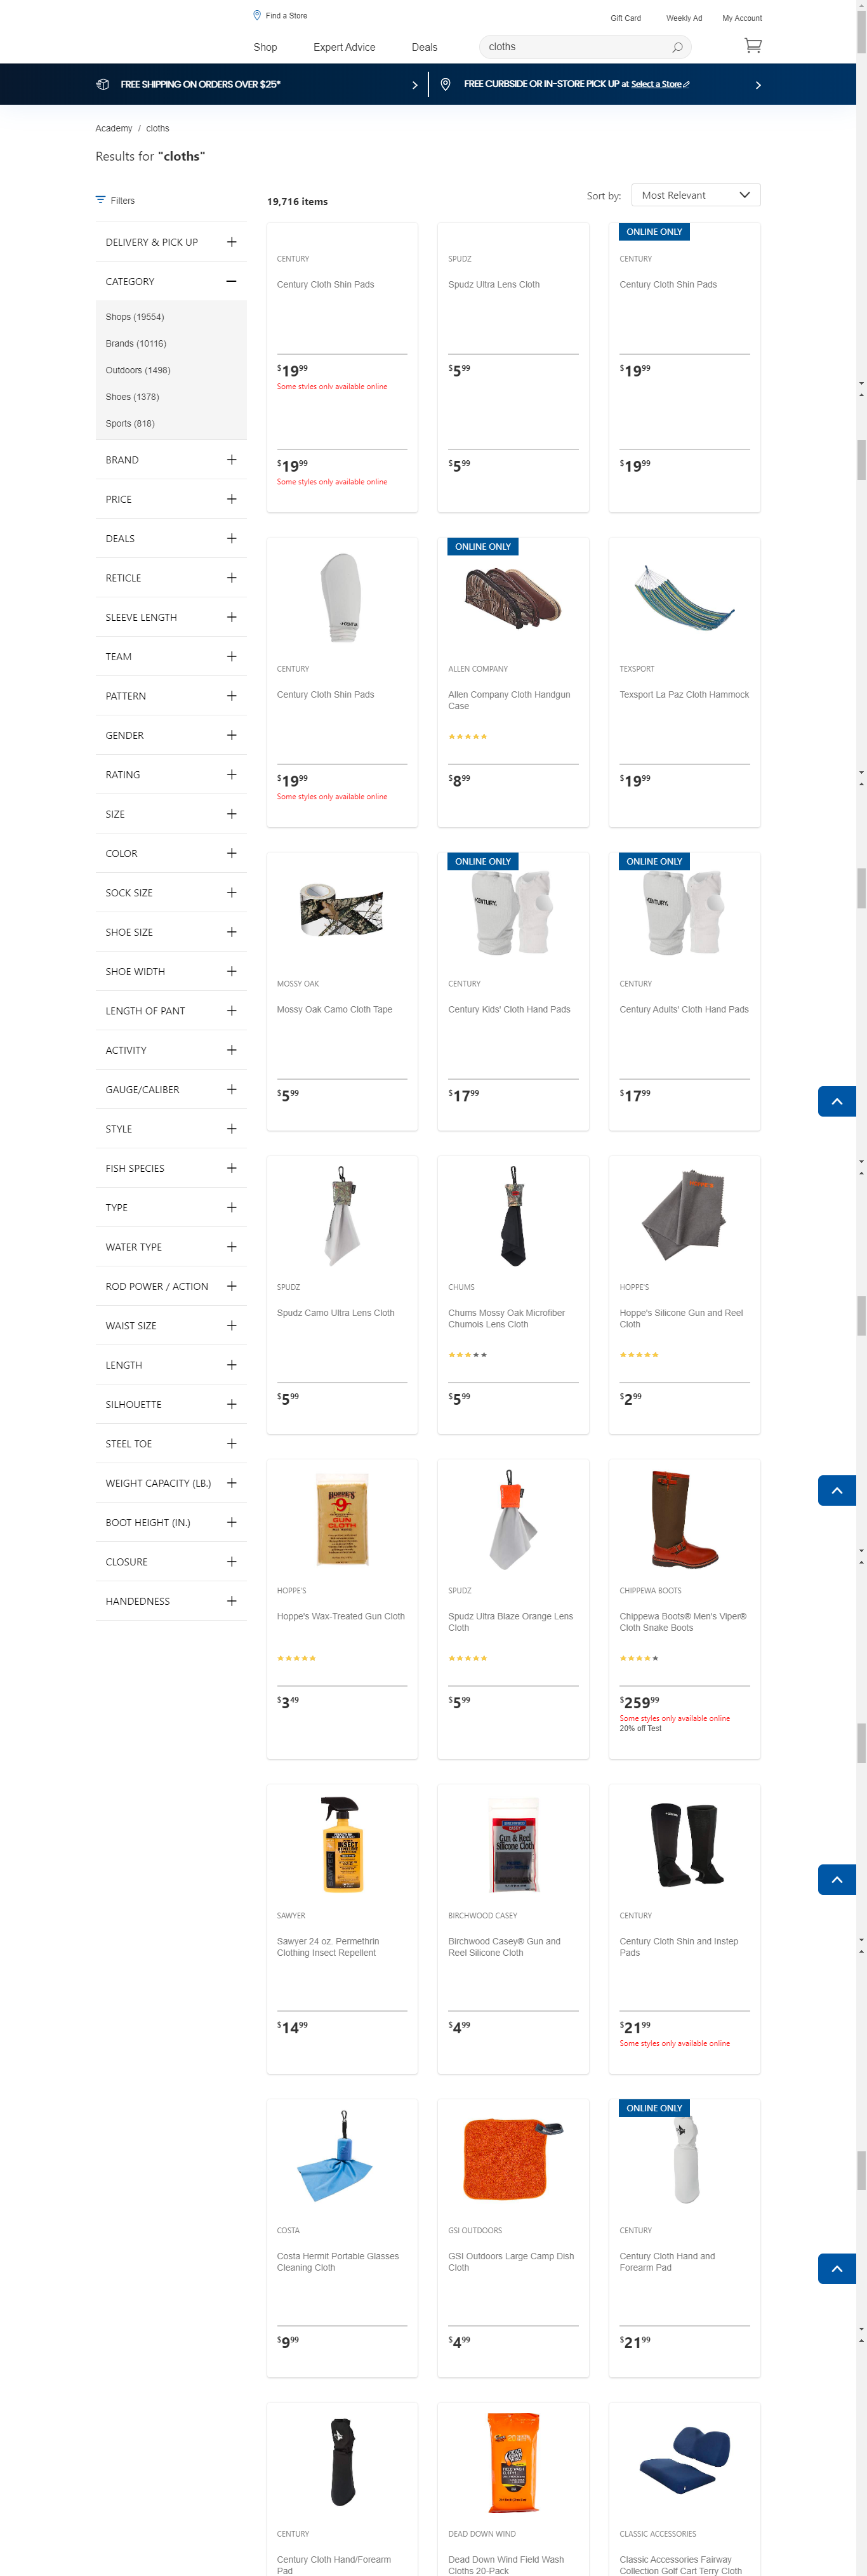 Find a Store
Gift Card
Weekly Ad
My Account
Shop
Expert Advice
Deals
cloths
FREE SHIPPING ON ORDERS OVER $25*
FREE CURBSIDE OR IN-STORE PICK UP at Select a Store
Academy / cloths
Results for "cloths"
Filters
19,716 items
Sort by:
Most Relevant
DELIVERY & PICK UP
CATEGORY
Shops (19554)
Brands (10116)
Outdoors (1498)
Shoes (1378)
Sports (818)
BRAND
PRICE
DEALS
RETICLE
SLEEVE LENGTH
TEAM
PATTERN
GENDER
RATING
SIZE
COLOR
SOCK SIZE
SHOE SIZE
SHOE WIDTH
LENGTH OF PANT
ACTIVITY
GAUGE/CALIBER
STYLE
FISH SPECIES
TYPE
WATER TYPE
ROD POWER / ACTION
WAIST SIZE
LENGTH
SILHOUETTE
STEEL TOE
WEIGHT CAPACITY (LB.)
BOOT HEIGHT (IN.)
CLOSURE
HANDEDNESS
CENTURY
Century Cloth Shin Pads
$19.99
Some styles only available online
$19.99
Some styles only available online
SPUDZ
Spudz Ultra Lens Cloth
$5.99
$5.99
ONLINE ONLY
CENTURY
Century Cloth Shin Pads
$19.99
$19.99
CENTURY
Century Cloth Shin Pads
$19.99
Some styles only available online
ONLINE ONLY
ALLEN COMPANY
Allen Company Cloth Handgun
Case
$8.99
TEXSPORT
Texsport La Paz Cloth Hammock
$19.99
MOSSY OAK
Mossy Oak Camo Cloth Tape
$5.99
ONLINE ONLY
CENTURY
CENTURY
Century Kids' Cloth Hand Pads
$17.99
ONLINE ONLY
CENTURY
CENTURY
Century Adults' Cloth Hand Pads
$17.99
SPUDZ
Spudz Camo Ultra Lens Cloth
$5.99
CHUMS
Chums Mossy Oak Microfiber
Chumois Lens Cloth
$5.99
HOPPE'S
HOPPE'S
Hoppe's Silicone Gun and Reel
Cloth
$2.99
HOPPE'S
9
GUN
CLOTH
HOPPE'S
Hoppe's Wax-Treated Gun Cloth
$3.49
SPUDZ
Spudz Ultra Blaze Orange Lens
Cloth
$5.99
CHIPPEWA BOOTS
Chippewa Boots® Men's Viper®
Cloth Snake Boots
$259.99
Some styles only available online
20% off Test
SAWYER
Sawyer 24 oz. Permethrin
Clothing Insect Repellent
$14.99
Gun & Reel
Silicone Cloth
BIRCHWOOD CASEY
Birchwood Casey® Gun and
Reel Silicone Cloth
$4.99
CENTURY
Century Cloth Shin and Instep
Pads
$21.99
Some styles only available online
COSTA
Costa Hermit Portable Glasses
Cleaning Cloth
$9.99
GSI OUTDOORS
GSI Outdoors Large Camp Dish
Cloth
$4.99
ONLINE ONLY
CENTURY
Century Cloth Hand and
Forearm Pad
$21.99
CENTURY
Century Cloth Hand/Forearm
Pad
DEAD DOWN WIND
Dead Down Wind Field Wash
Cloths 20-Pack
CLASSIC ACCESSORIES
Classic Accessories Fairway
Collection Golf Cart Terry Cloth